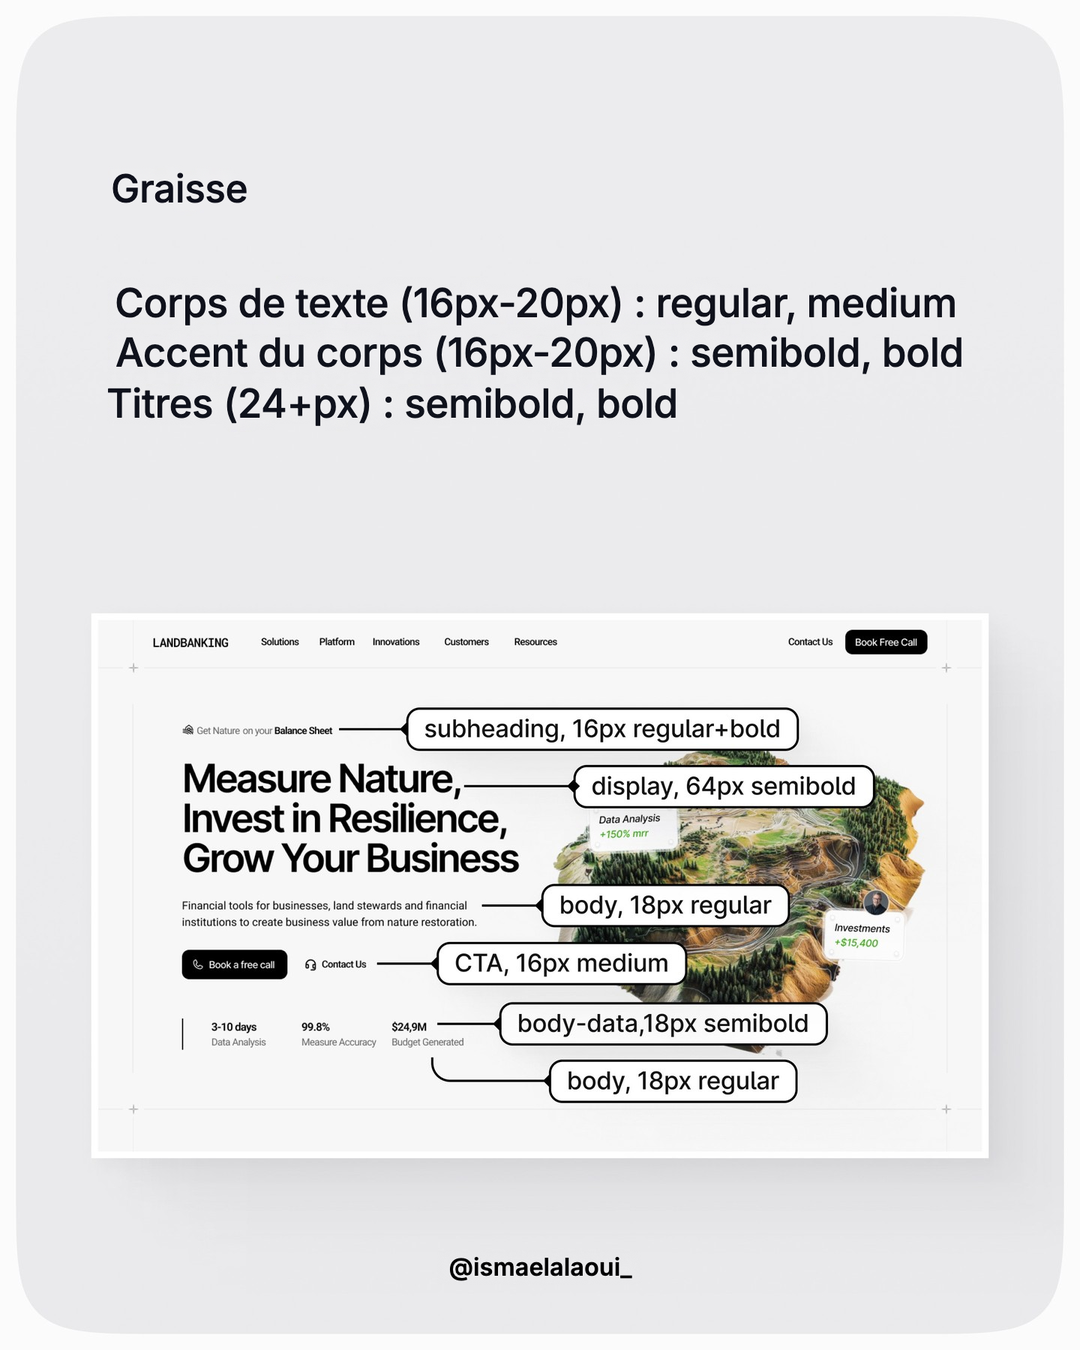 Graisse
Corps de texte (16px-20px) : regular, medium
Accent du corps (16px-20px) : semibold, bold
Titres (24+px) : semibold, bold
LANDBANKING Solutions Platform Innovations Customers Resources Contact Us Book Free Call
Get Nature on your Balance Sheet
subheading, 16px regular+bold
Measure Nature,
display, 64px semibold
Invest in Resilience,
Grow Your Business
Data Analysis
+150% mrr
Financial tools for businesses, land stewards and financial
institutions to create business value from nature restoration.
body, 18px regular
Investments
+$15,400
Book a free call Contact Us
CTA, 16px medium
3-10 days 99.8% $24,9M
Data Analysis Measure Accuracy Budget Generated
body-data,18px semibold
body, 18px regular
@ismaelalaoui_